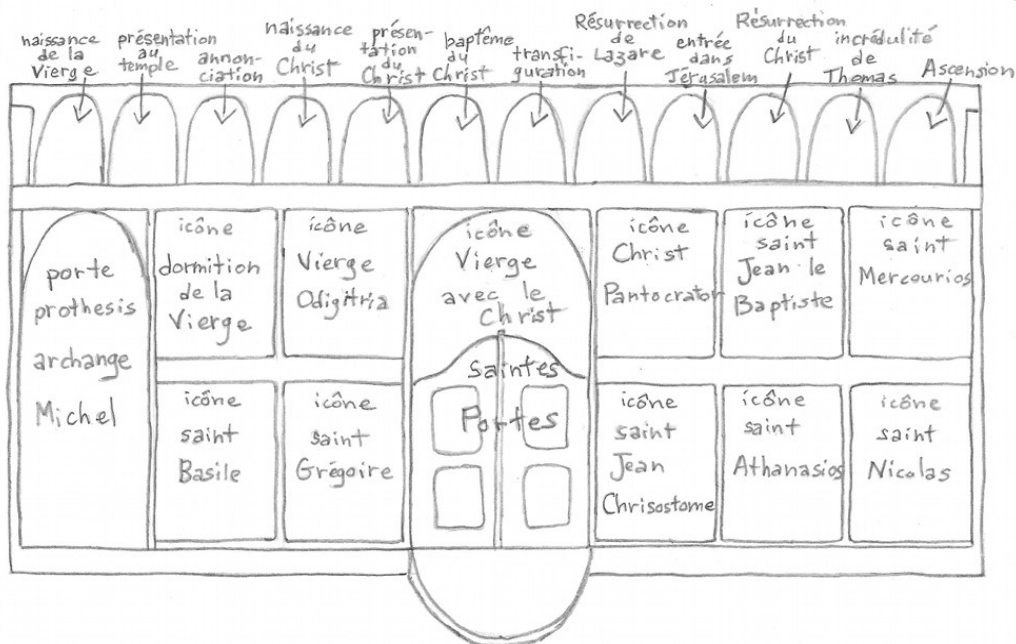 naissance
de la
Vierge
présentation
au
temple
annon-
ciation
naissance
du
Christ
présen-
tation
du
Christ
baptême
du
Christ
transfi-
guration
Résurrection
de
Lazare
entrée
dans
Jérusalem
Résurrection
du
Christ
incrédulité
de
Thomas
Ascension
porte
prothesis
archange
Michel
icône
dormition
de la
Vierge
icône
Vierge
Odigitria
icône
Vierge
avec le
Christ
Saintes
Portes
icône
Christ
Pantocrator
icône
saint
Jean le
Baptiste
icône
saint
Mercourios
icône
saint
Basile
icône
saint
Grégoire
icône
saint
Jean
Chrisostome
icône
saint
Athanasios
icône
saint
Nicolas